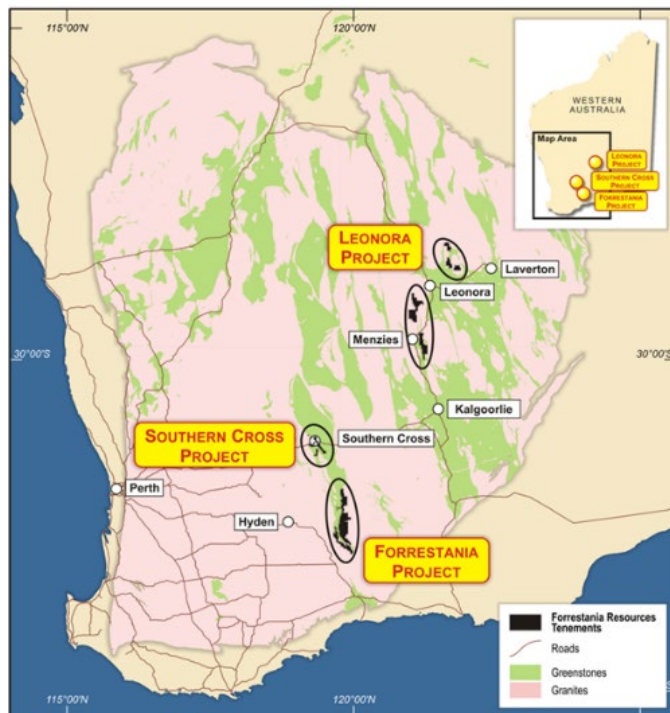 115°00'N
120°00'N
WESTERN
AUSTRALIA
Map Area
LEONORA
PROJECT
SOUTHERN CROSS
PROJECT
FORRESTANIA
PROJECT
LEONORA
PROJECT
Laverton
Leonora
Menzies
30°00'S
30°00'S
Kalgoorlie
SOUTHERN CROSS
PROJECT
Southern Cross
Perth
Hyden
FORRESTANIA
PROJECT
Forrestania Resources
Tenements
Roads
Greenstones
Granites
115°00'N
120°00'N